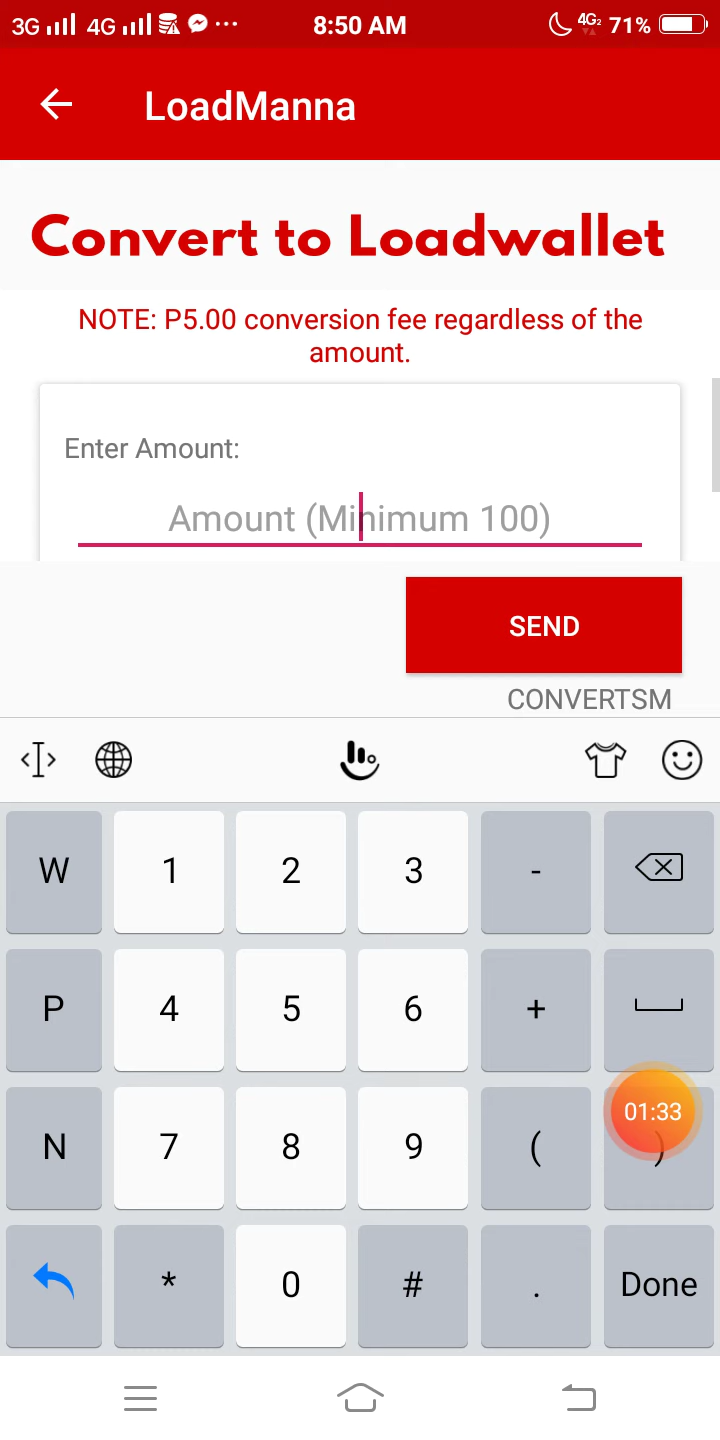 3G 4G ... 8:50 AM 4G2 71%
LoadManna
Convert to Loadwallet
NOTE: P5.00 conversion fee regardless of the
amount.
Enter Amount:
Amount (Minimum 100)
SEND
CONVERTSM
W 1 2 3 -
P 4 5 6 +
N 7 8 9 ( )
01:33
* 0 # . Done